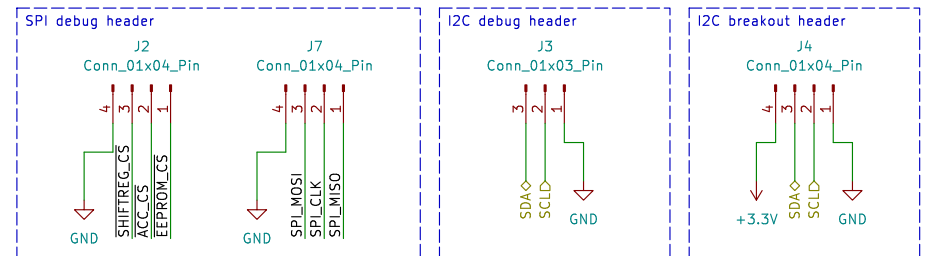 SPI debug header
J2
Conn_01x04_Pin
4
3
2
1
SHIFTREG_CS
ACC_CS
EEPROM_CS
GND
J7
Conn_01x04_Pin
4
3
2
1
SPI_MOSI
SPI_CLK
SPI_MISO
GND
I2C debug header
J3
Conn_01x03_Pin
3
2
1
SDA
SCL
GND
I2C breakout header
J4
Conn_01x04_Pin
4
3
2
1
+3.3V
SDA
SCL
GND